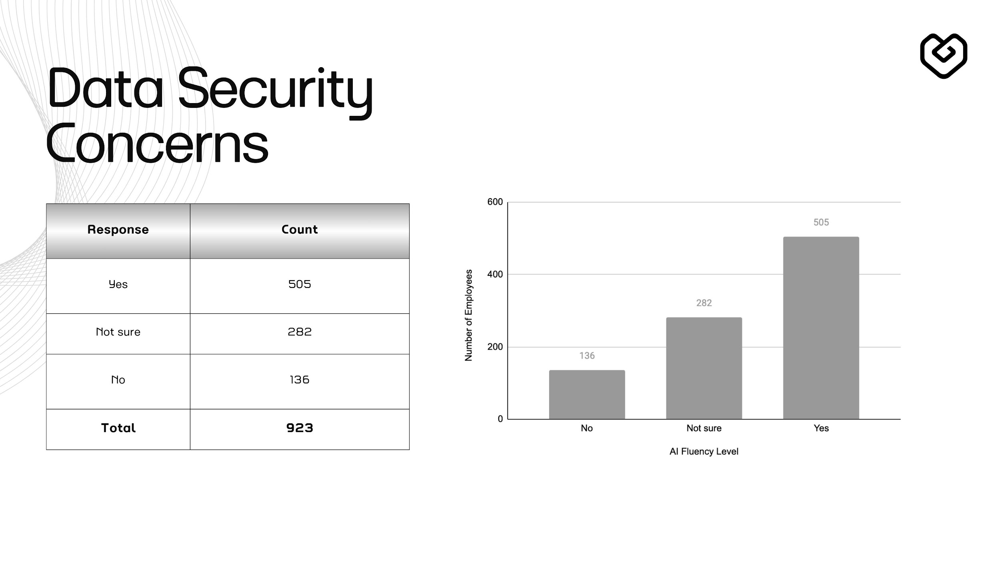 Data Security
Concerns
Response Count
Yes 505
Not sure 282
No 136
Total 923
600
400
200
0
Number of Employees
136
282
505
No Not sure Yes
AI Fluency Level